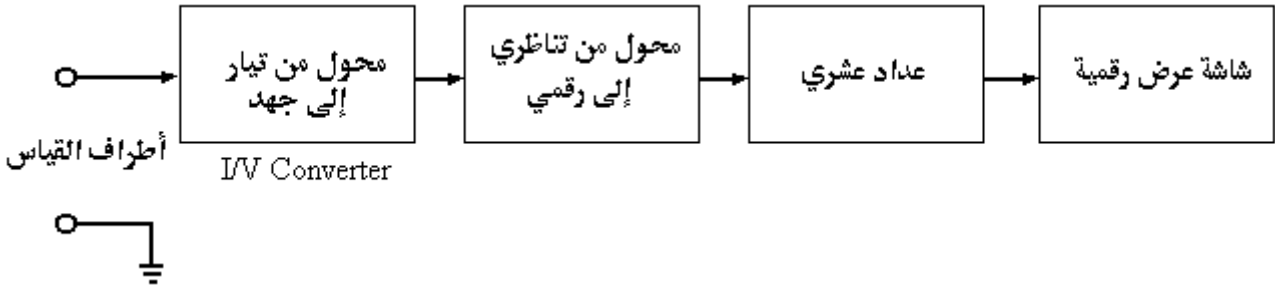 محول من تيار
إلى جهد
I/V Converter
محول من تناظري
إلى رقمي
عداد عشري
شاشة عرض رقمية
أطراف القياس